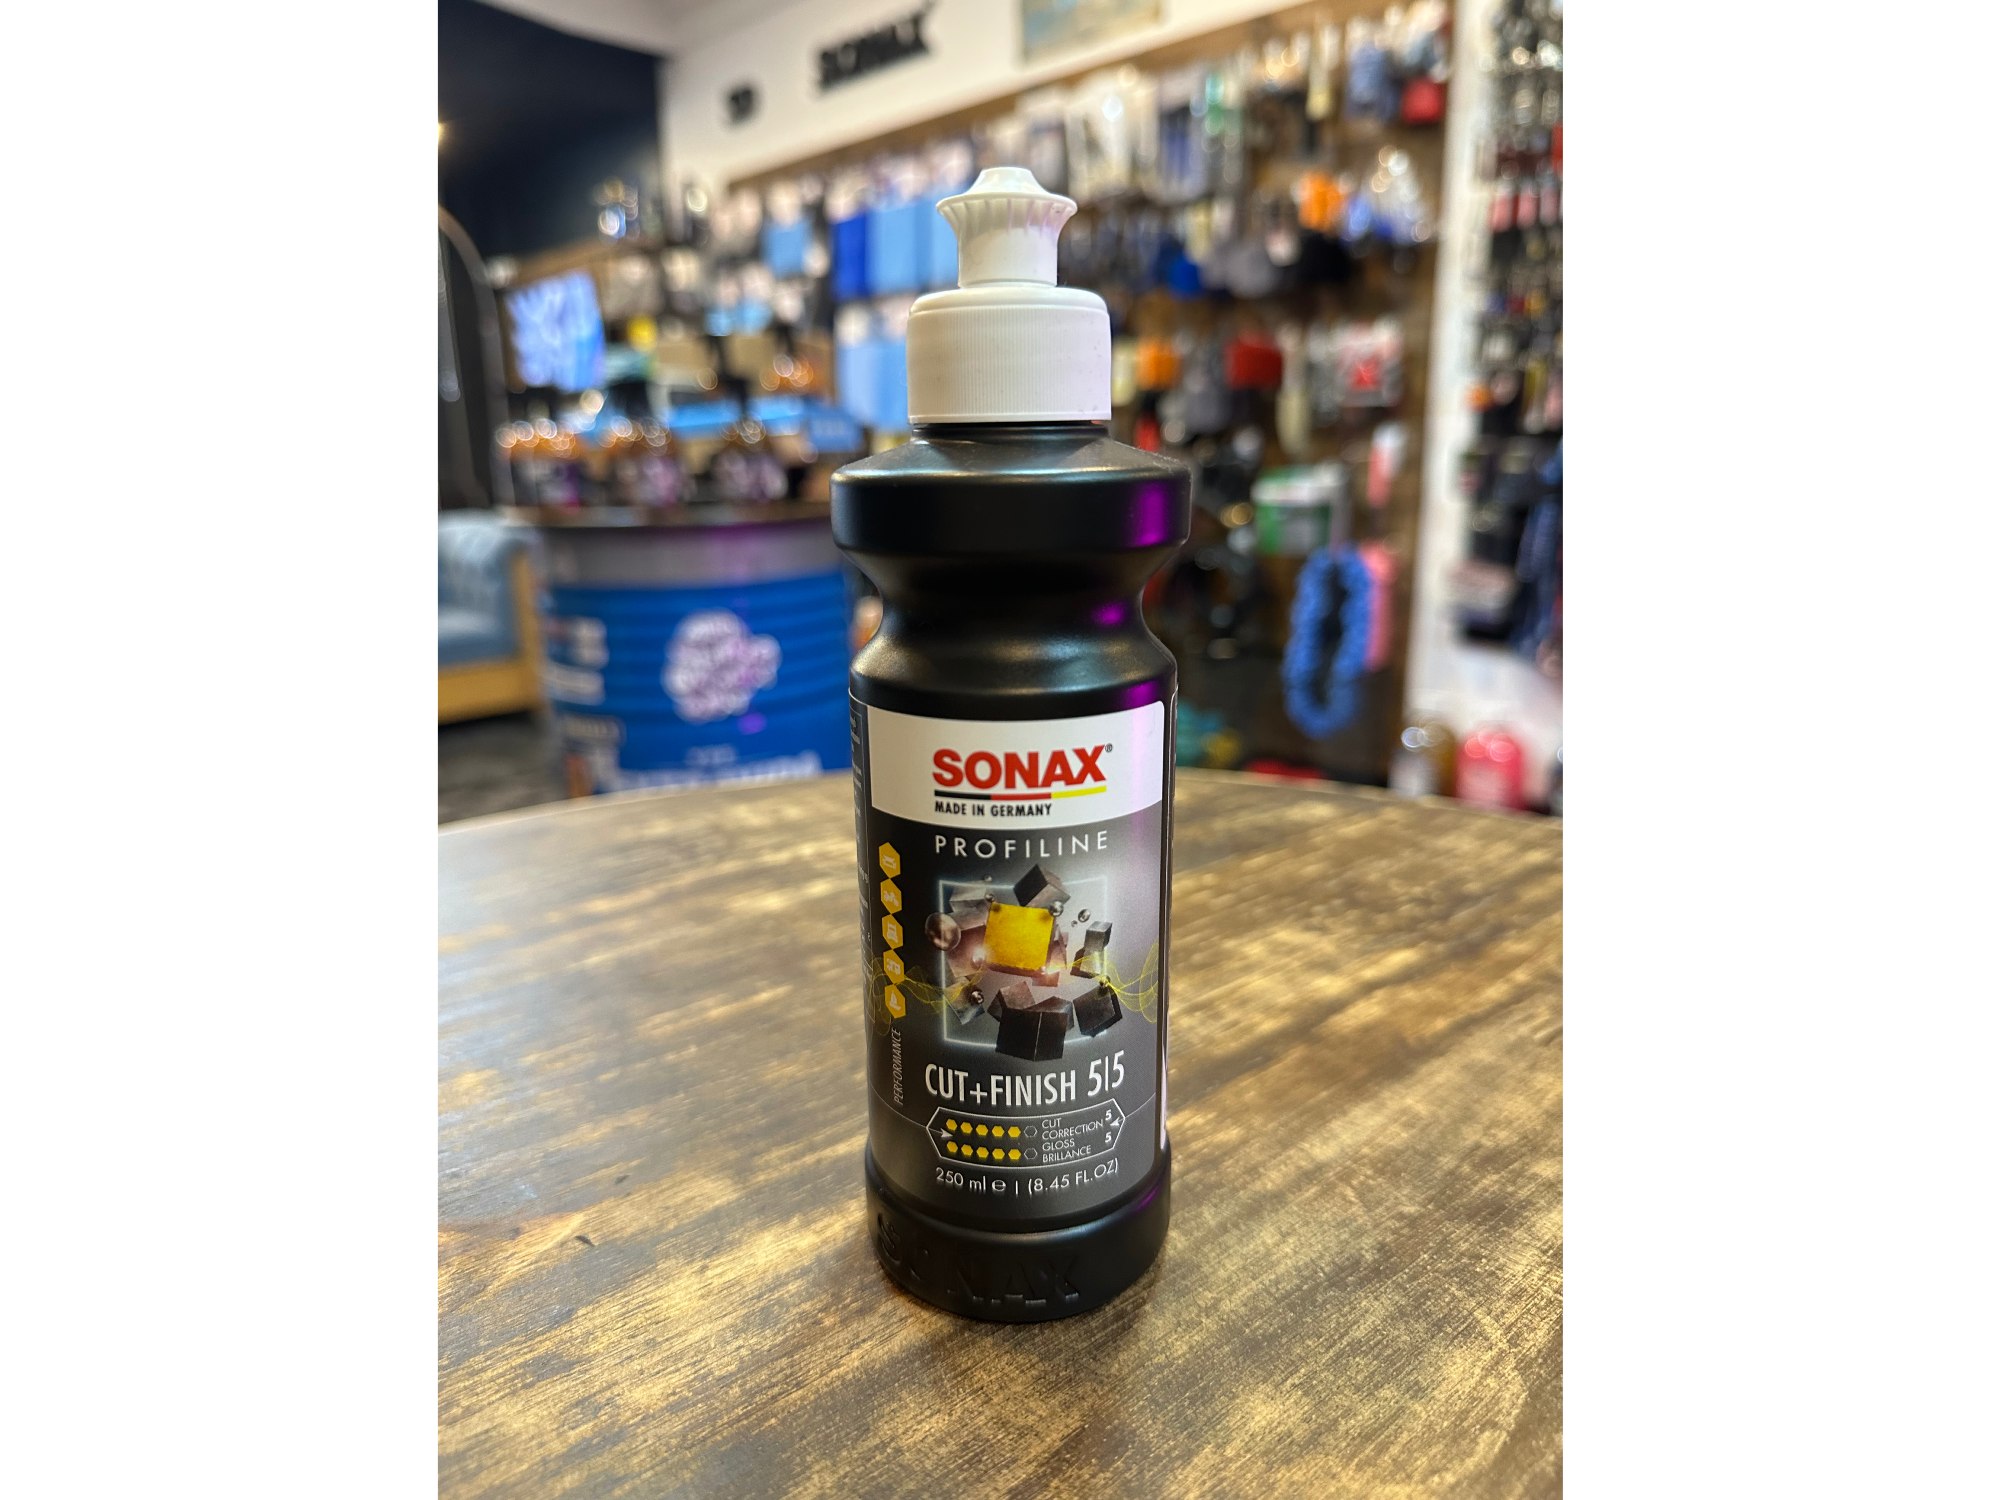 SONAX
SONAX®
MADE IN GERMANY
PROFILINE
PERFORMANCE
CUT+FINISH 5|5
CUT
CORRECTION 5
GLOSS
BRILLANCE 5
250 ml ℮ | (8.45 FL.OZ)
SONAX